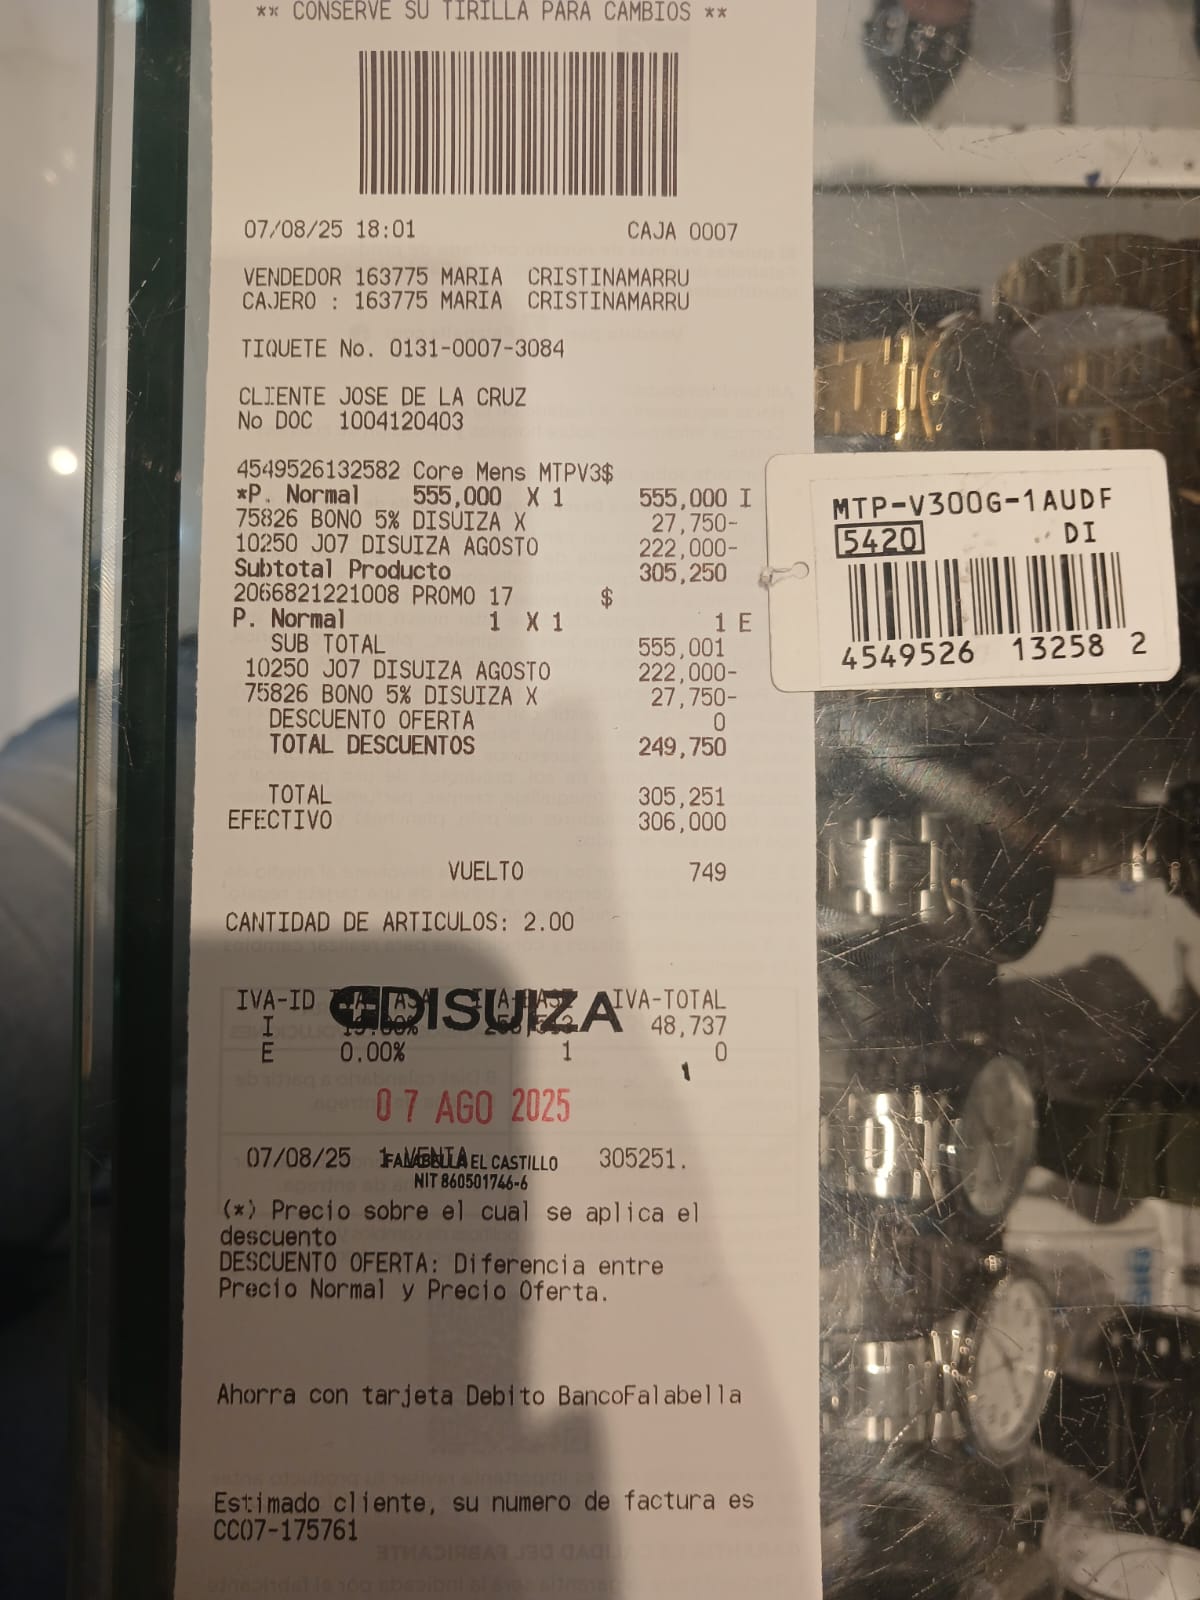 ** CONSERVE SU TIRILLA PARA CAMBIOS **
07/08/25 18:01 CAJA 0007
VENDEDOR 163775 MARIA CRISTINAMARRU
CAJERO : 163775 MARIA CRISTINAMARRU
TIQUETE No. 0131-0007-3084
CLIENTE JOSE DE LA CRUZ
No DOC 1004120403
4549526132582 Core Mens MTPV3$
*P. Normal 555,000 X 1 555,000 I
75826 BONO 5% DISUIZA X 27,750-
10250 J07 DISUIZA AGOSTO 222,000-
Subtotal Producto 305,250
2066821221008 PROMO 17 $
P. Normal 1 X 1 1 E
SUB TOTAL 555,001
10250 J07 DISUIZA AGOSTO 222,000-
75826 BONO 5% DISUIZA X 27,750-
DESCUENTO OFERTA 0
TOTAL DESCUENTOS 249,750
TOTAL 305,251
EFECTIVO 306,000
VUELTO 749
CANTIDAD DE ARTICULOS: 2.00
IVA-ID IVA-TOTAL
DISUIZA
I 48,737
E 0.00% 1 0
07 AGO 2025
07/08/25 1 VENTA 305251.
FALABELLA EL CASTILLO
NIT 860501746-6
(*) Precio sobre el cual se aplica el
descuento
DESCUENTO OFERTA: Diferencia entre
Precio Normal y Precio Oferta.
Ahorra con tarjeta Debito BancoFalabella
Estimado cliente, su numero de factura es
CC07-175761
MTP-V300G-1AUDF
5420 DI
4549526 13258 2